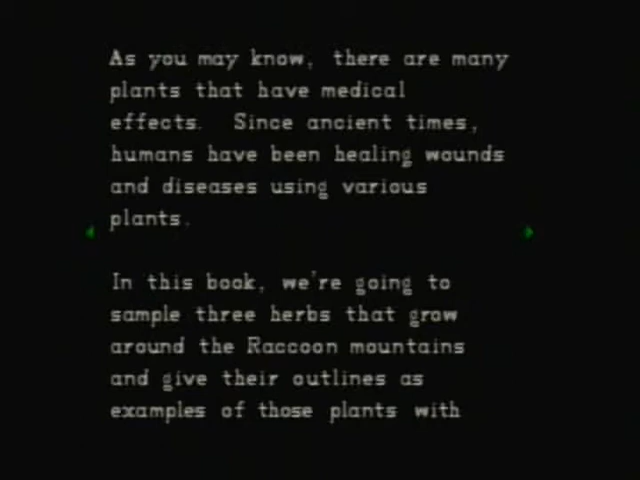 As you may know, there are many
plants that have medical
effects. Since ancient times,
humans have been healing wounds
and diseases using various
plants.
In this book, we're going to
sample three herbs that grow
around the Raccoon mountains
and give their outlines as
examples of those plants with